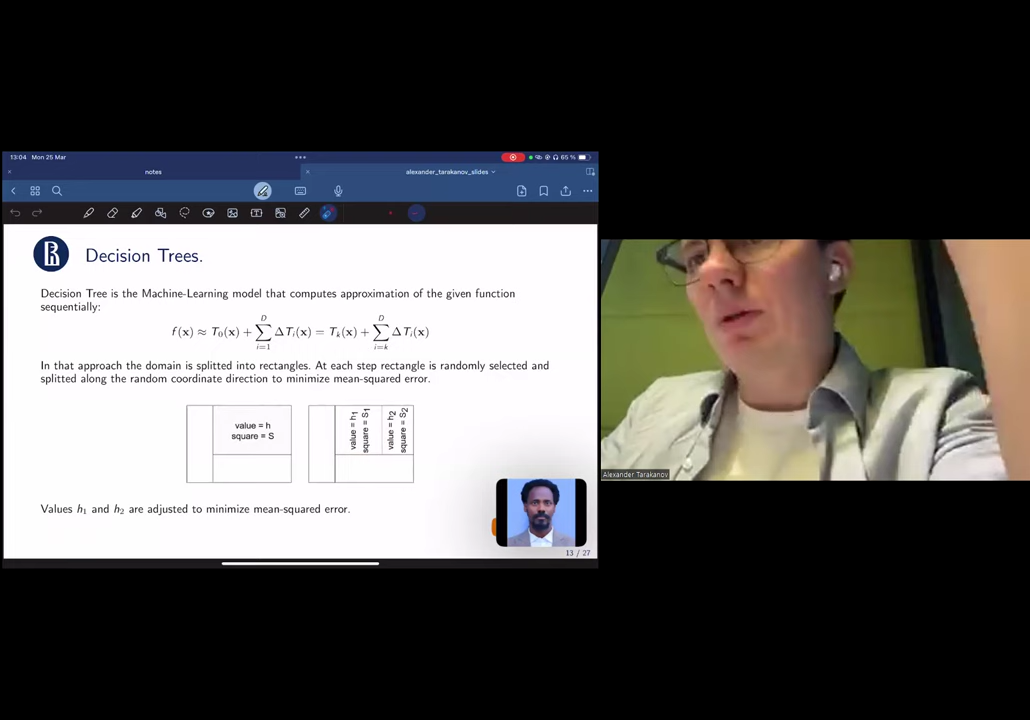 13:04 Mon 25 Mar
65 %
notes
alexander_tarakanov_slides
Decision Trees.
Decision Tree is the Machine-Learning model that computes approximation of the given function
sequentially:
f(x) ≈ T₀(x) + ∑_{i=1}^{D} ΔTᵢ(x) = Tₖ(x) + ∑_{i=k}^{D} ΔTᵢ(x)
In that approach the domain is splitted into rectangles. At each step rectangle is randomly selected and
splitted along the random coordinate direction to minimize mean-squared error.
value = h
square = S
value = h₁
square = S₁
value = h₂
square = S₂
Values h₁ and h₂ are adjusted to minimize mean-squared error.
13 / 27
Alexander Tarakanov